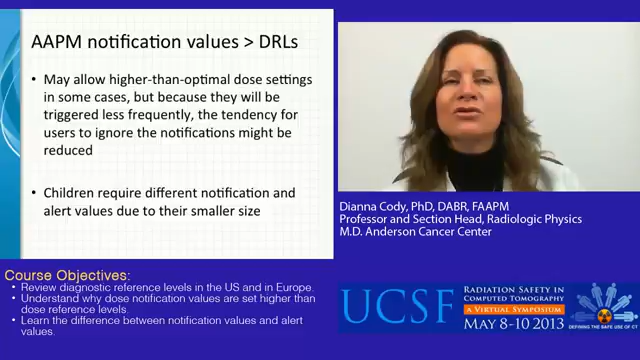 AAPM notification values > DRLs
• May allow higher-than-optimal dose settings
in some cases, but because they will be
triggered less frequently, the tendency for
users to ignore the notifications might be
reduced
• Children require different notification and
alert values due to their smaller size
Dianna Cody, PhD, DABR, FAAPM
Professor and Section Head, Radiologic Physics
M.D. Anderson Cancer Center
Course Objectives:
• Review diagnostic reference levels in the US and in Europe.
• Understand why dose notification values are set higher than
dose reference levels.
• Learn the difference between notification values and alert
values.
UCSF
RADIATION SAFETY IN
COMPUTED TOMOGRAPHY
A VIRTUAL SYMPOSIUM
MAY 8-10 2013
DEFINING THE SAFE USE OF CT